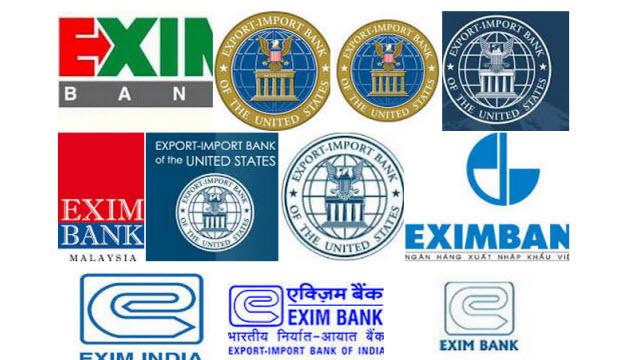 EXIM
BAN
EXPORT-IMPORT BANK
OF THE UNITED STATES
EXPORT-IMPORT BANK
OF THE UNITED STATES
EXPORT-IMPORT BANK
OF THE UNITED STATES
EXIM
BANK
MALAYSIA
EXPORT-IMPORT BANK
of the UNITED STATES
EXPORT-IMPORT BANK
OF THE UNITED STATES
EXPORT-IMPORT BANK
OF THE UNITED STATES
EXIMBAN
NGÂN HÀNG XUẤT NHẬP KHẨU VI
EXIM INDIA
एक्ज़िम बैंक
EXIM BANK
भारतीय निर्यात-आयात बैंक
EXPORT-IMPORT BANK OF INDIA
EXIM BANK